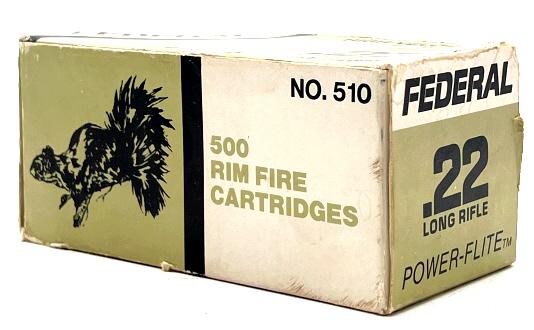 NO. 510
500
RIM FIRE
CARTRIDGES
FEDERAL
.22
LONG RIFLE
POWER-FLITE™